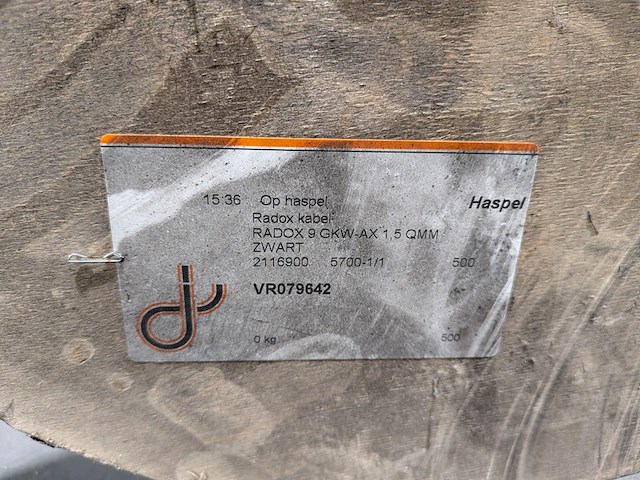 15:36 Op haspel Haspel
Radox kabel
RADOX 9 GKW-AX 1,5 QMM
ZWART
2116900 5700-1/1 500
VR079642
0 kg 500